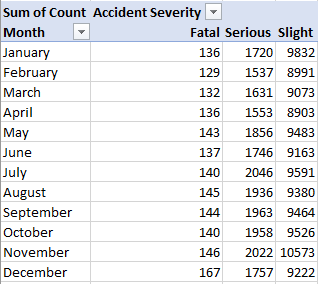 Sum of Count Accident Severity
Month Fatal Serious Slight
January 136 1720 9832
February 129 1537 8991
March 132 1631 9073
April 136 1553 8903
May 143 1856 9483
June 137 1746 9163
July 140 2046 9591
August 145 1936 9380
September 144 1963 9464
October 140 1958 9526
November 146 2022 10573
December 167 1757 9222